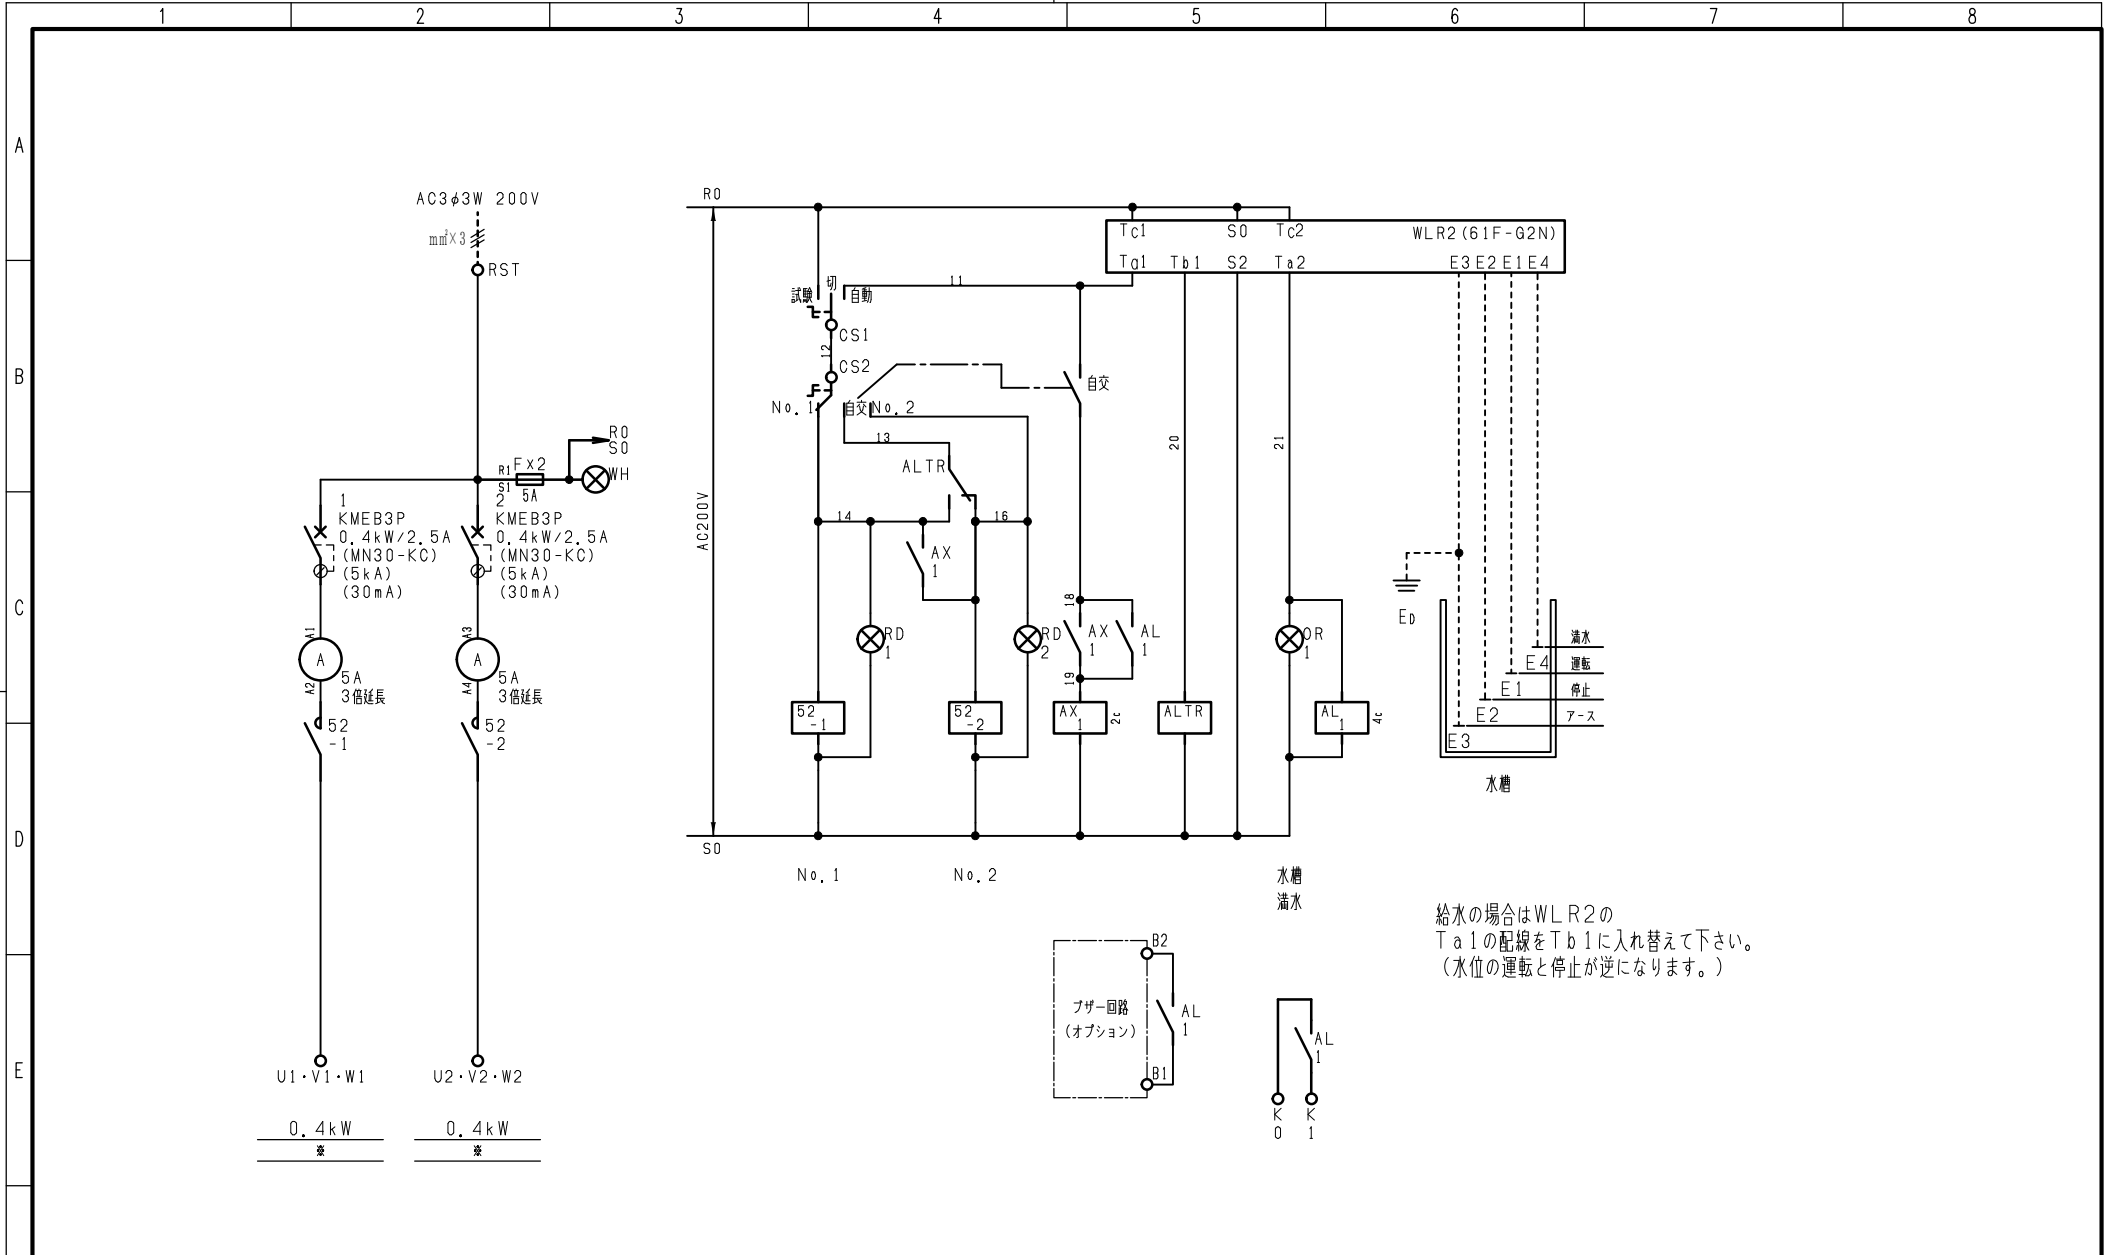 1 2 3 4 5 6 7 8
A
B
C
D
E
AC3φ3W 200V
mm²×3
RST
R0
S0
R1
S1
F×2
5A
WH
1
KMEB3P
0.4kW/2.5A
(MN30-KC)
(5kA)
(30mA)
2
KMEB3P
0.4kW/2.5A
(MN30-KC)
(5kA)
(30mA)
A1
A
A2
5A
3倍延長
A3
A
A4
5A
3倍延長
52
-1
52
-2
U1・V1・W1
U2・V2・W2
0.4kW
※
0.4kW
※
R0
AC200V
S0
試験 切 自動
CS1
12
CS2
No.1 自交 No.2
11
13
ALTR
14
16
AX
1
RD
1
RD
2
52
-1
52
-2
No.1
No.2
自交
18
AX
1
AL
1
19
AX
1
2c
20
ALTR
21
OR
1
AL
1
4c
水槽
満水
Tc1 S0 Tc2 WLR2(61F-G2N)
Tg1 Tb1 S2 Ta2 E3 E2 E1 E4
ED
満水
E4 運転
E1 停止
E2 アース
E3
水槽
給水の場合はWLR2の
Ta1の配線をTb1に入れ替えて下さい。
(水位の運転と停止が逆になります。)
B2
ブザー回路
(オプション)
AL
1
B1
AL
1
K
0
K
1